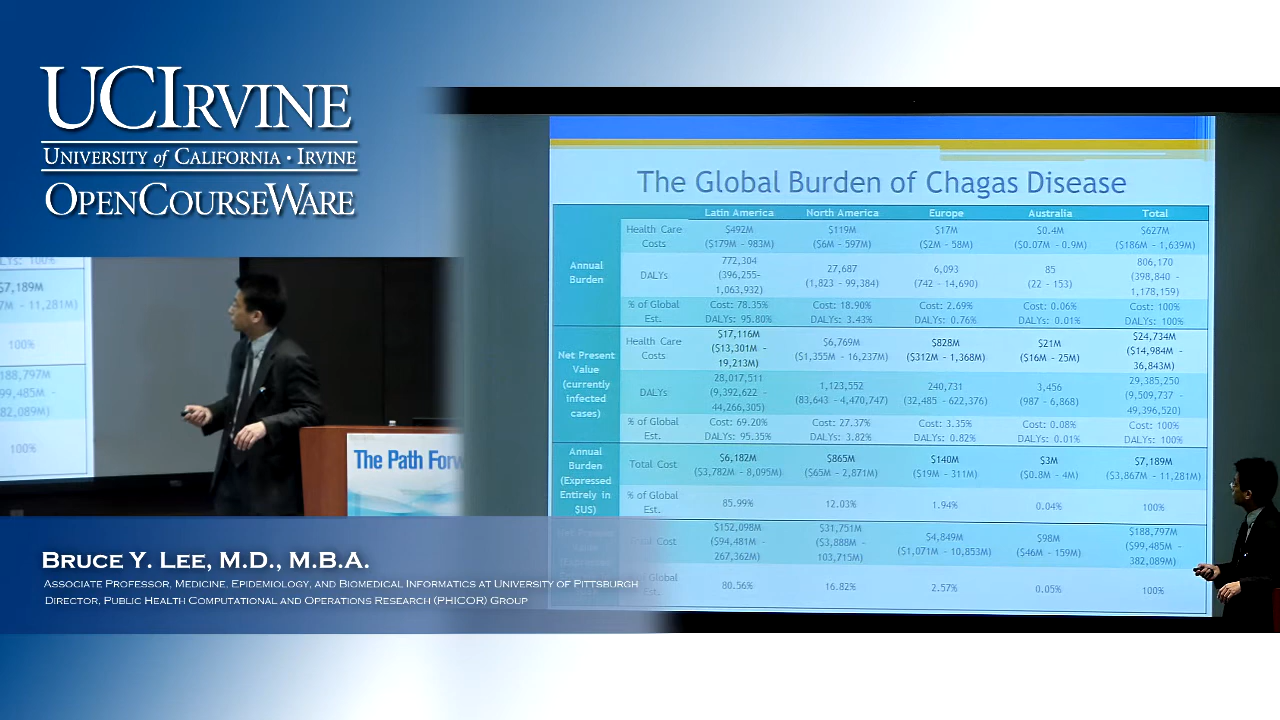 UCIRVINE
UNIVERSITY of CALIFORNIA · IRVINE
OPENCOURSEWARE
The Global Burden of Chagas Disease
Latin America North America Europe Australia Total
Annual Burden
Health Care Costs
$492M ($179M - 983M)
$119M ($6M - 597M)
$17M ($2M - 58M)
$0.4M ($0.07M - 0.9M)
$627M ($186M - 1,639M)
DALYs
772,304 (396,255- 1,063,932)
27,687 (1,823 - 99,384)
6,093 (742 - 14,690)
85 (22 - 153)
806,170 (398,840 - 1,178,159)
% of Global Est.
Cost: 78.35% DALYs: 95.80%
Cost: 18.90% DALYs: 3.43%
Cost: 2.69% DALYs: 0.76%
Cost: 0.06% DALYs: 0.01%
Cost: 100% DALYs: 100%
Net Present Value (currently infected cases)
Health Care Costs
$17,116M ($13,301M - 19,213M)
$6,769M ($1,355M - 16,237M)
$828M ($312M - 1,368M)
$21M ($16M - 25M)
$24,734M ($14,984M - 36,843M)
DALYs
28,017,511 (9,392,622 - 44,266,305)
1,123,552 (83,643 - 4,470,747)
240,731 (32,485 - 622,376)
3,456 (987 - 6,868)
29,385,250 (9,509,737 - 49,396,520)
% of Global Est.
Cost: 69.20% DALYs: 95.35%
Cost: 27.37% DALYs: 3.82%
Cost: 3.35% DALYs: 0.82%
Cost: 0.08% DALYs: 0.01%
Cost: 100% DALYs: 100%
Annual Burden (Expressed Entirely in $US)
Total Cost
$6,182M ($3,782M - 8,095M)
$865M ($65M - 2,871M)
$140M ($19M - 311M)
$3M ($0.8M - 4M)
$7,189M ($3,867M - 11,281M)
% of Global Est.
85.99%
12.03%
1.94%
0.04%
100%
Cost
$152,098M ($94,481M - 267,362M)
$31,751M ($3,888M - 103,715M)
$4,849M ($1,071M - 10,853M)
$98M ($46M - 159M)
$188,797M ($99,485M - 382,089M)
Global
80.56%
16.82%
2.57%
0.05%
100%
$7,189M
7M - 11,281M)
100%
188,797M
99,485M -
82,089M)
100%
The Path Forw
BRUCE Y. LEE, M.D., M.B.A.
ASSOCIATE PROFESSOR, MEDICINE, EPIDEMIOLOGY, AND BIOMEDICAL INFORMATICS AT UNIVERSITY OF PITTSBURGH
DIRECTOR, PUBLIC HEALTH COMPUTATIONAL AND OPERATIONS RESEARCH (PHICOR) GROUP